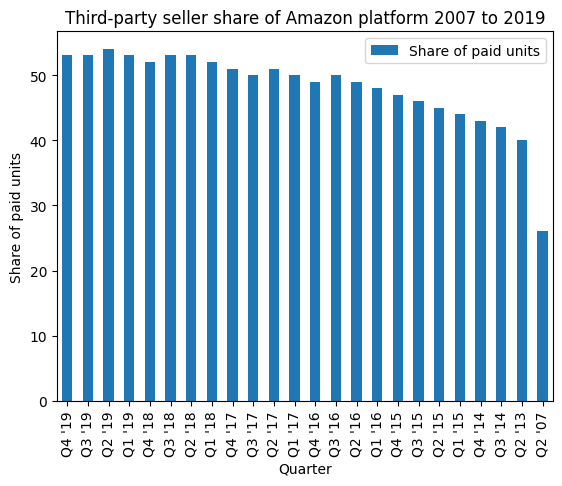 Third-party seller share of Amazon platform 2007 to 2019
Share of paid units
Share of paid units
50
40
30
20
10
0
Q4 '19
Q3 '19
Q2 '19
Q1 '19
Q4 '18
Q3 '18
Q2 '18
Q1 '18
Q4 '17
Q3 '17
Q2 '17
Q1 '17
Q4 '16
Q3 '16
Q2 '16
Q1 '16
Q4 '15
Q3 '15
Q2 '15
Q1 '15
Q4 '14
Q3 '14
Q2 '13
Q2 '07
Quarter